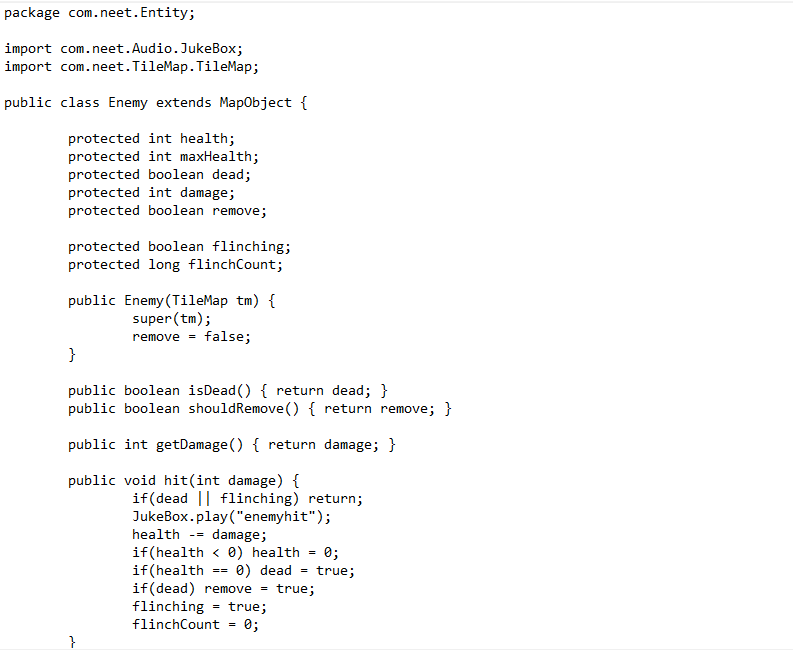 package com.neet.Entity;
import com.neet.Audio.JukeBox;
import com.neet.TileMap.TileMap;
public class Enemy extends MapObject {
protected int health;
protected int maxHealth;
protected boolean dead;
protected int damage;
protected boolean remove;
protected boolean flinching;
protected long flinchCount;
public Enemy(TileMap tm) {
super(tm);
remove = false;
}
public boolean isDead() { return dead; }
public boolean shouldRemove() { return remove; }
public int getDamage() { return damage; }
public void hit(int damage) {
if(dead || flinching) return;
JukeBox.play("enemyhit");
health -= damage;
if(health < 0) health = 0;
if(health == 0) dead = true;
if(dead) remove = true;
flinching = true;
flinchCount = 0;
}